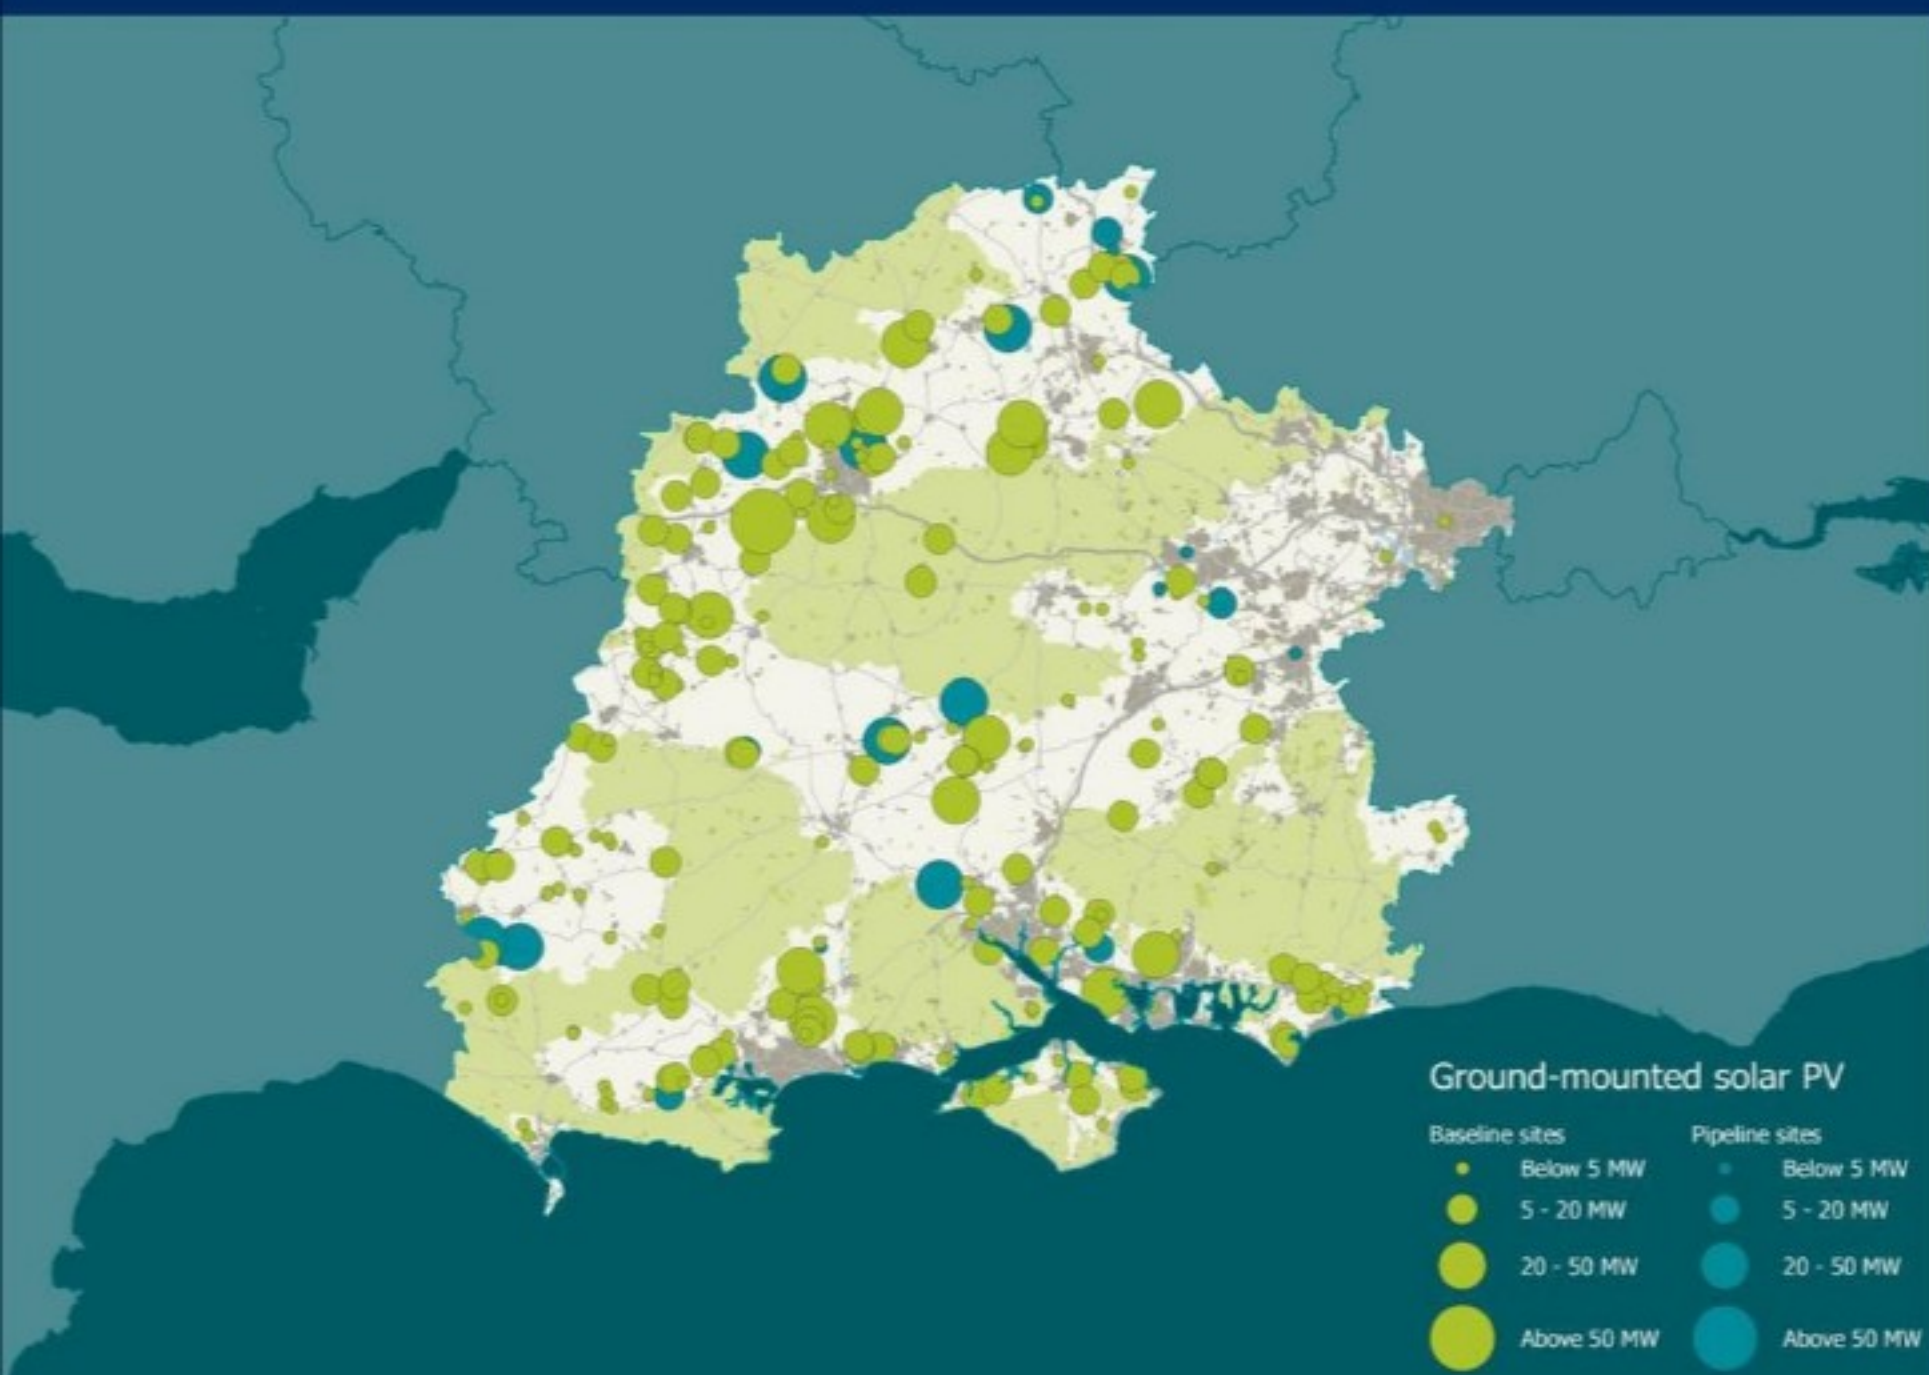 Ground-mounted solar PV
Baseline sites
Below 5 MW
5 - 20 MW
20 - 50 MW
Above 50 MW
Pipeline sites
Below 5 MW
5 - 20 MW
20 - 50 MW
Above 50 MW